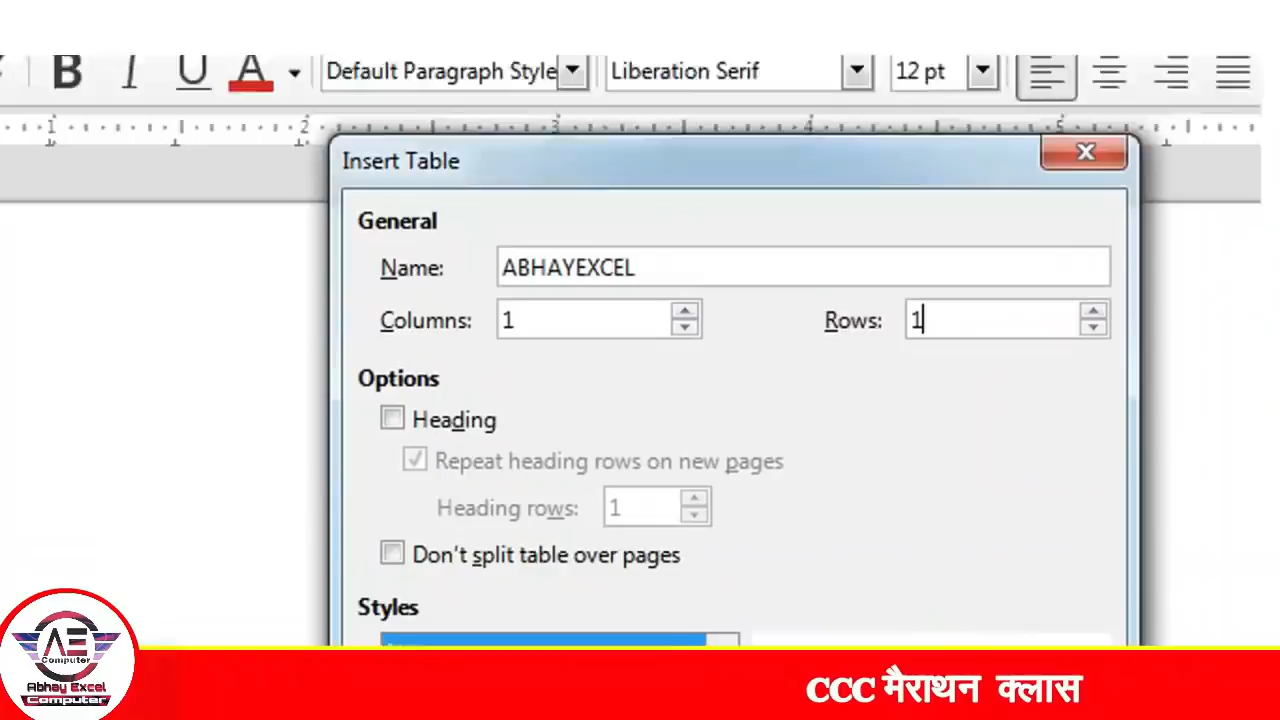 B I U A Default Paragraph Style Liberation Serif 12 pt
1 2 3 4 5
Insert Table
General
Name: ABHAYEXCEL
Columns: 1 Rows: 1
Options
Heading
Repeat heading rows on new pages
Heading rows: 1
Don't split table over pages
Styles
AE
Computer
Abhay Excel
Computer
CCC मैराथन क्लास